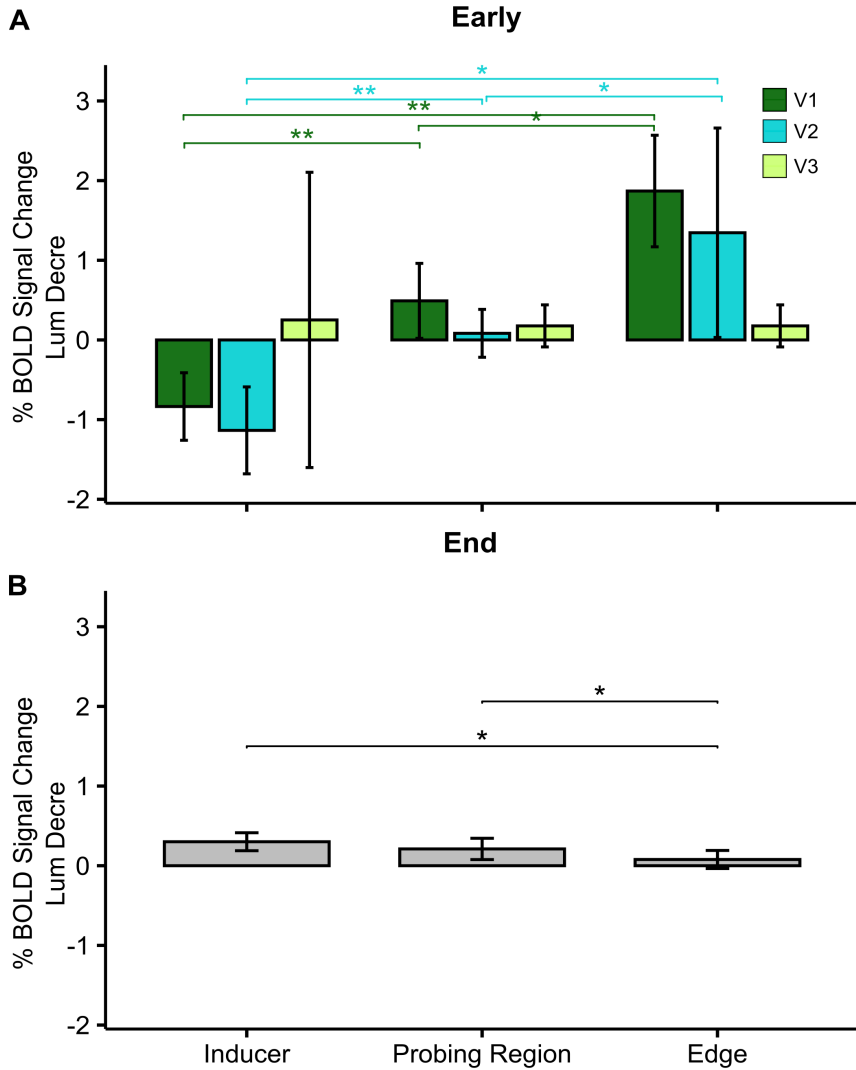 A
Early
% BOLD Signal Change
Lum Decre
3
2
1
0
-1
-2
*
**
*
**
*
**
V1
V2
V3
End
B
% BOLD Signal Change
Lum Decre
3
2
1
0
-1
-2
*
*
Inducer
Probing Region
Edge